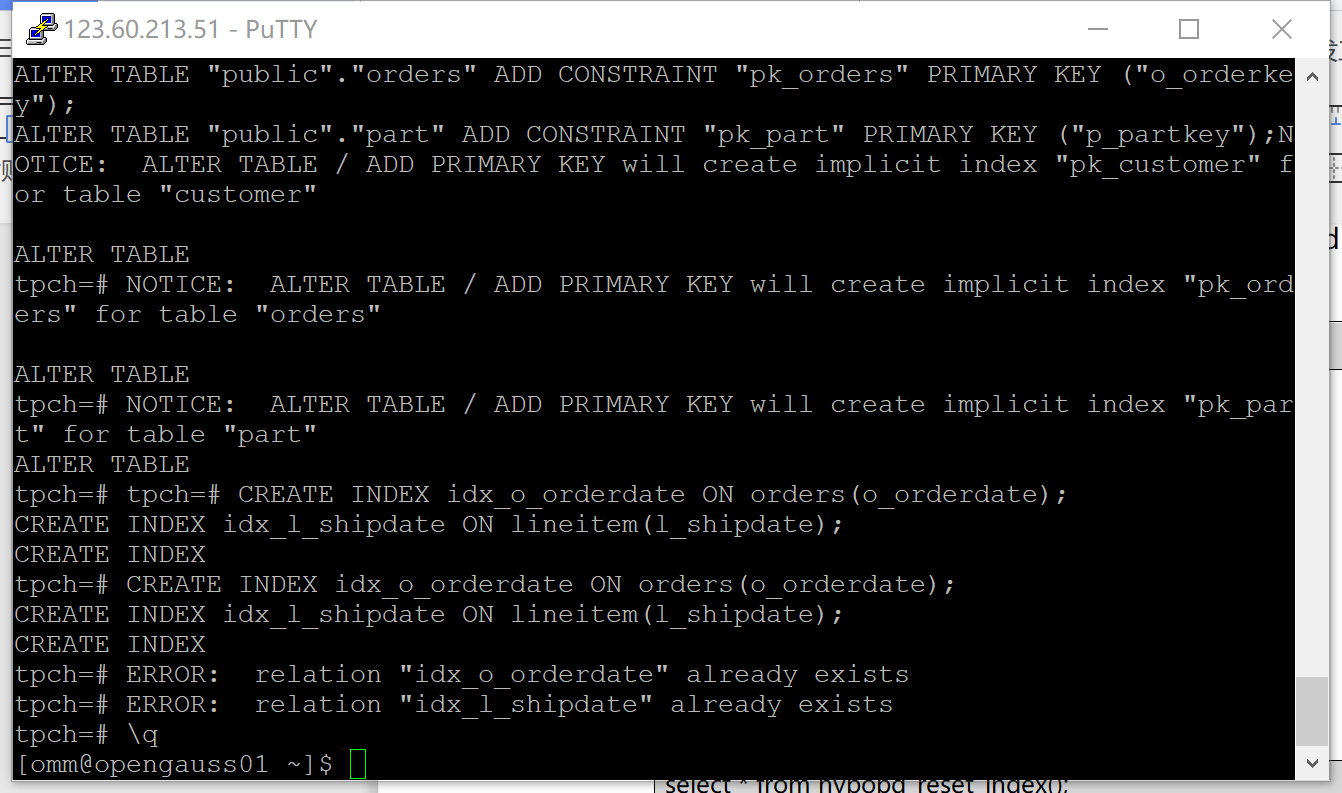 123.60.213.51 - PuTTY
ALTER TABLE "public"."orders" ADD CONSTRAINT "pk_orders" PRIMARY KEY ("o_orderke
y");
ALTER TABLE "public"."part" ADD CONSTRAINT "pk_part" PRIMARY KEY ("p_partkey");N
OTICE:  ALTER TABLE / ADD PRIMARY KEY will create implicit index "pk_customer" f
or table "customer"
ALTER TABLE
tpch=# NOTICE:  ALTER TABLE / ADD PRIMARY KEY will create implicit index "pk_ord
ers" for table "orders"
ALTER TABLE
tpch=# NOTICE:  ALTER TABLE / ADD PRIMARY KEY will create implicit index "pk_par
t" for table "part"
ALTER TABLE
tpch=# tpch=# CREATE INDEX idx_o_orderdate ON orders(o_orderdate);
CREATE INDEX idx_l_shipdate ON lineitem(l_shipdate);
CREATE INDEX
tpch=# CREATE INDEX idx_o_orderdate ON orders(o_orderdate);
CREATE INDEX idx_l_shipdate ON lineitem(l_shipdate);
CREATE INDEX
tpch=# ERROR:  relation "idx_o_orderdate" already exists
tpch=# ERROR:  relation "idx_l_shipdate" already exists
tpch=# \q
[omm@opengauss01 ~]$
select * from hypopg_reset_index();